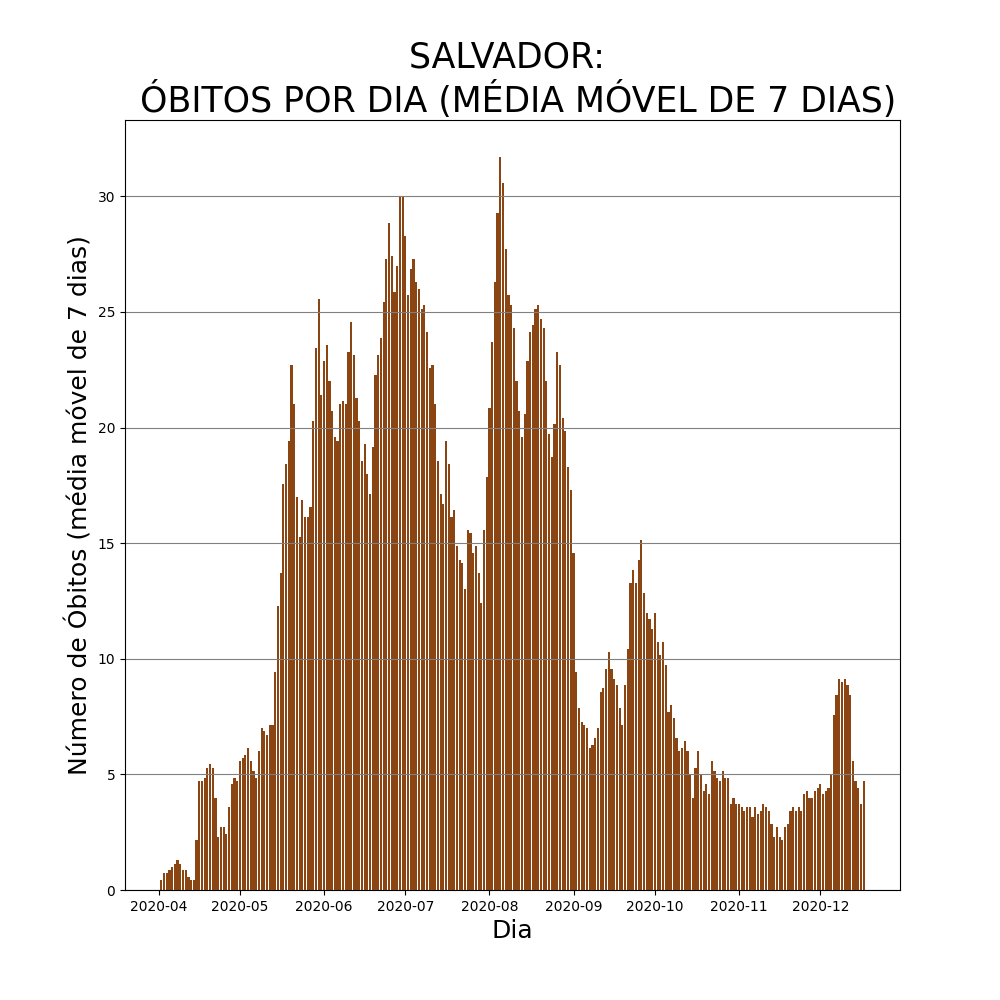 SALVADOR:
ÓBITOS POR DIA (MÉDIA MÓVEL DE 7 DIAS)
Número de Óbitos (média móvel de 7 dias)
30
25
20
15
10
5
0
2020-04 2020-05 2020-06 2020-07 2020-08 2020-09 2020-10 2020-11 2020-12
Dia